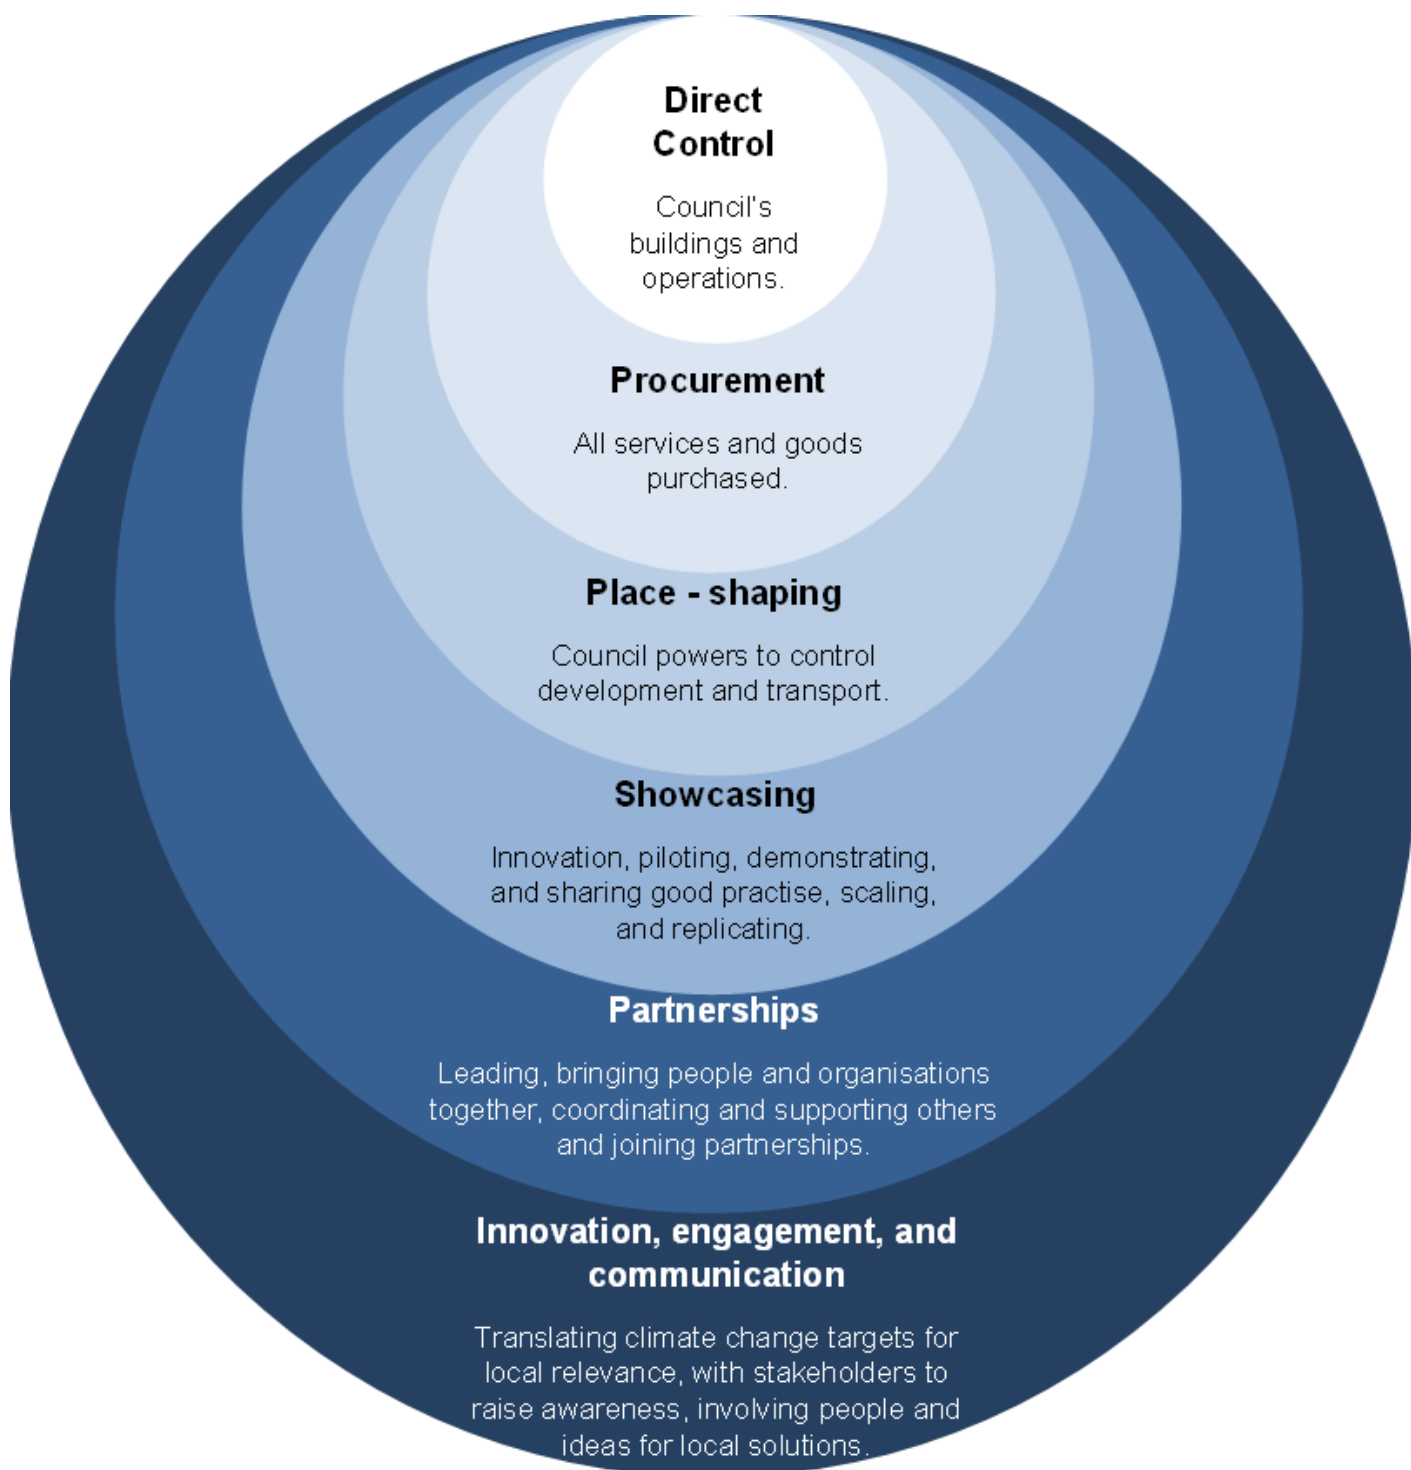 Direct
Control
Council's
buildings and
operations.
Procurement
All services and goods
purchased.
Place - shaping
Council powers to control
development and transport.
Showcasing
Innovation, piloting, demonstrating,
and sharing good practise, scaling,
and replicating.
Partnerships
Leading, bringing people and organisations
together, coordinating and supporting others
and joining partnerships.
Innovation, engagement, and
communication
Translating climate change targets for
local relevance, with stakeholders to
raise awareness, involving people and
ideas for local solutions.